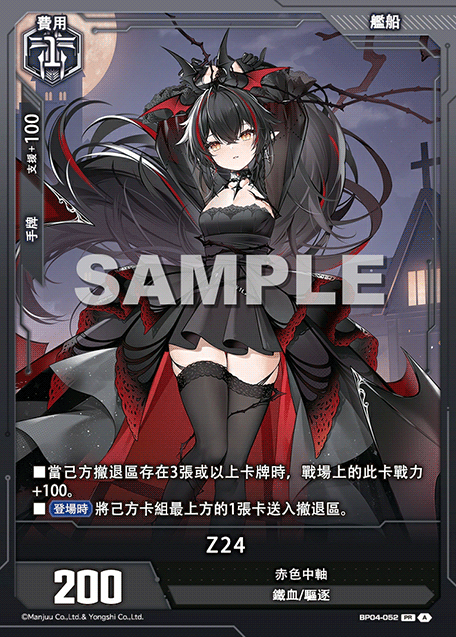 費用
艦船
1
支援+100
手牌
SAMPLE
■當己方撤退區存在3張或以上卡牌時，戰場上的此卡戰力
+100。
■登場時 將己方卡組最上方的1張卡送入撤退區。
Z24
200
赤色中軸
鐵血/驅逐
©Manjuu Co.,Ltd.& Yongshi Co.,Ltd.
BP04-052 PR A